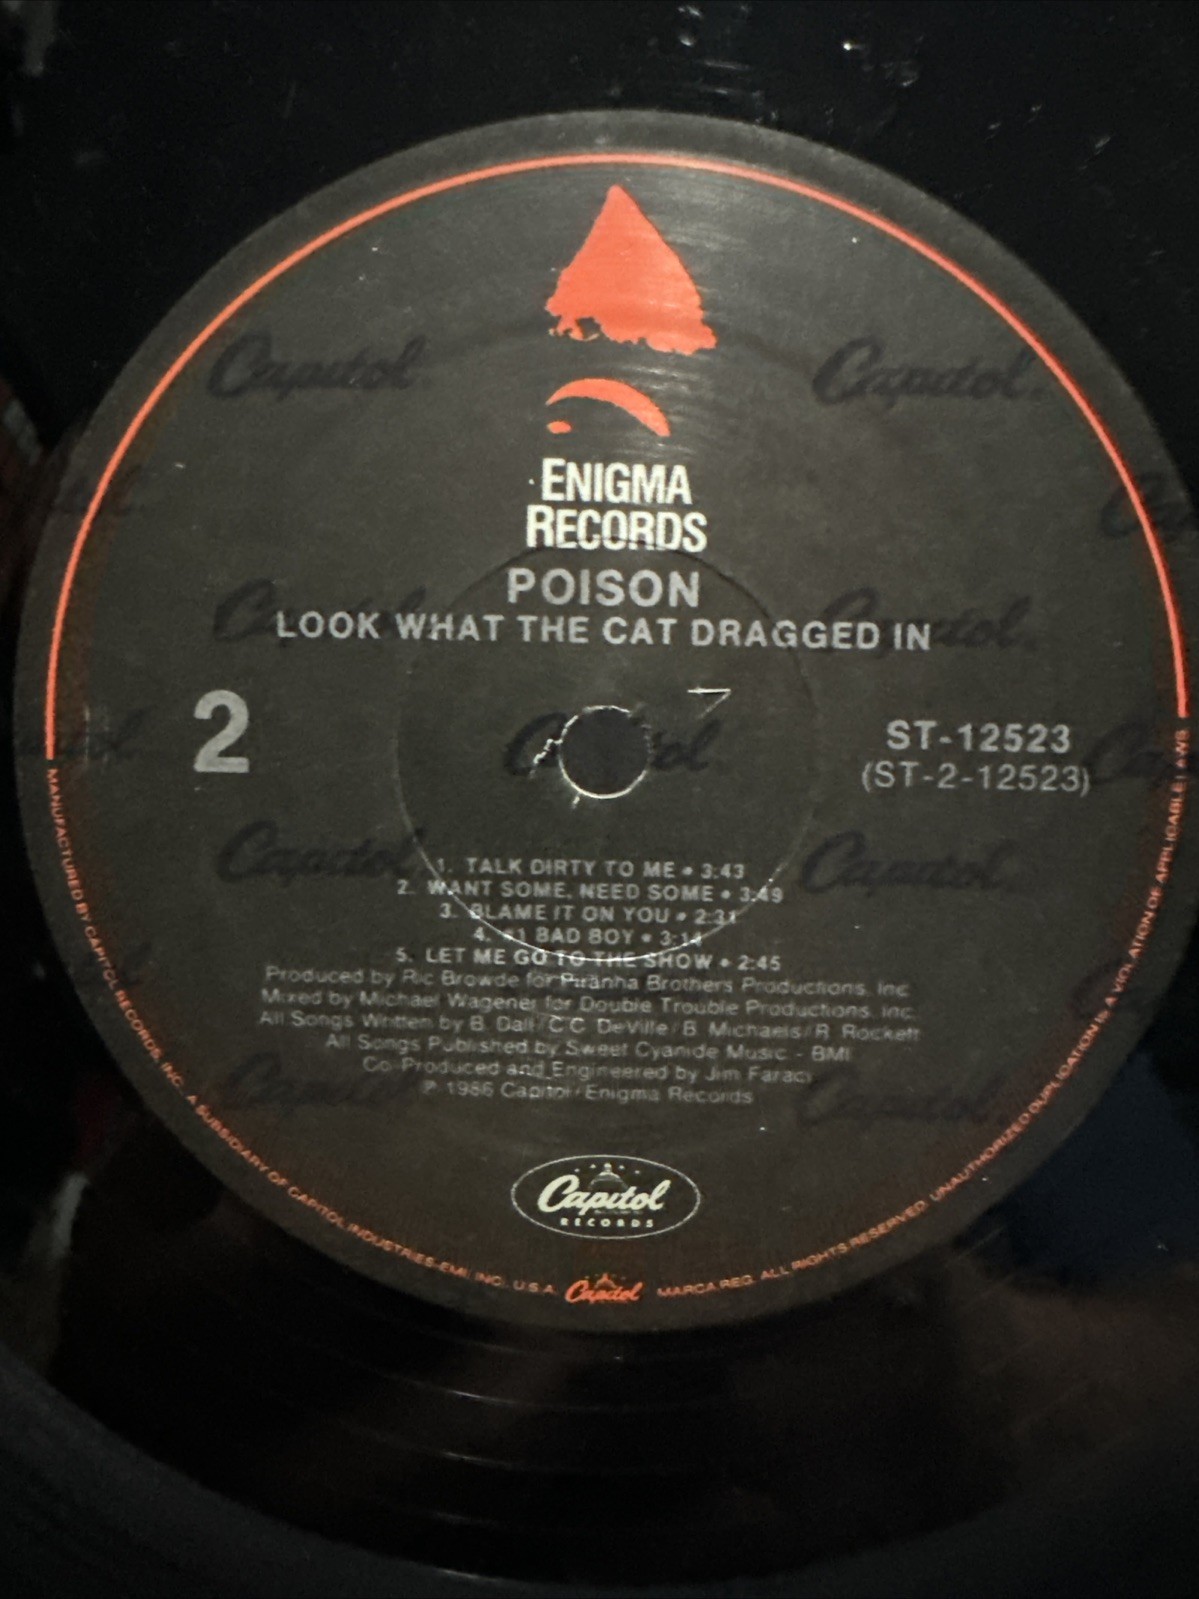 ENIGMA
RECORDS
POISON
LOOK WHAT THE CAT DRAGGED IN
2
ST-12523
(ST-2-12523)
Capitol
1. TALK DIRTY TO ME • 3:43
2. WANT SOME, NEED SOME • 3:49
3. BLAME IT ON YOU • 2:31
4. #1 BAD BOY • 3:14
5. LET ME GO TO THE SHOW • 2:45
Produced by Ric Browde for Piranha Brothers Productions, Inc.
Mixed by Michael Wagener for Double Trouble Productions, Inc.
All Songs Written by B. Dall/C.C. DeVille/B. Michaels/R. Rockett
All Songs Published by Sweet Cyanide Music - BMI
Co-Produced and Engineered by Jim Faraci
℗ 1986 Capitol/Enigma Records
Capitol
RECORDS
MANUFACTURED BY CAPITOL RECORDS, INC. A SUBSIDIARY OF CAPITOL INDUSTRIES-EMI, INC., U.S.A. Capitol MARCA REG. ALL RIGHTS RESERVED. UNAUTHORIZED DUPLICATION IS A VIOLATION OF APPLICABLE LAWS.